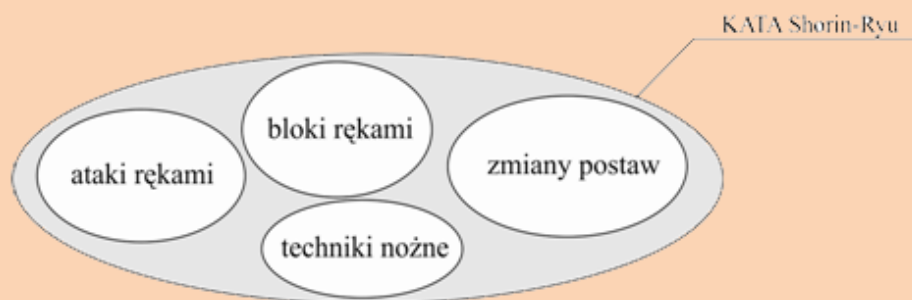 KATA Shorin-Ryu
bloki rękami
ataki rękami
zmiany postaw
techniki nożne